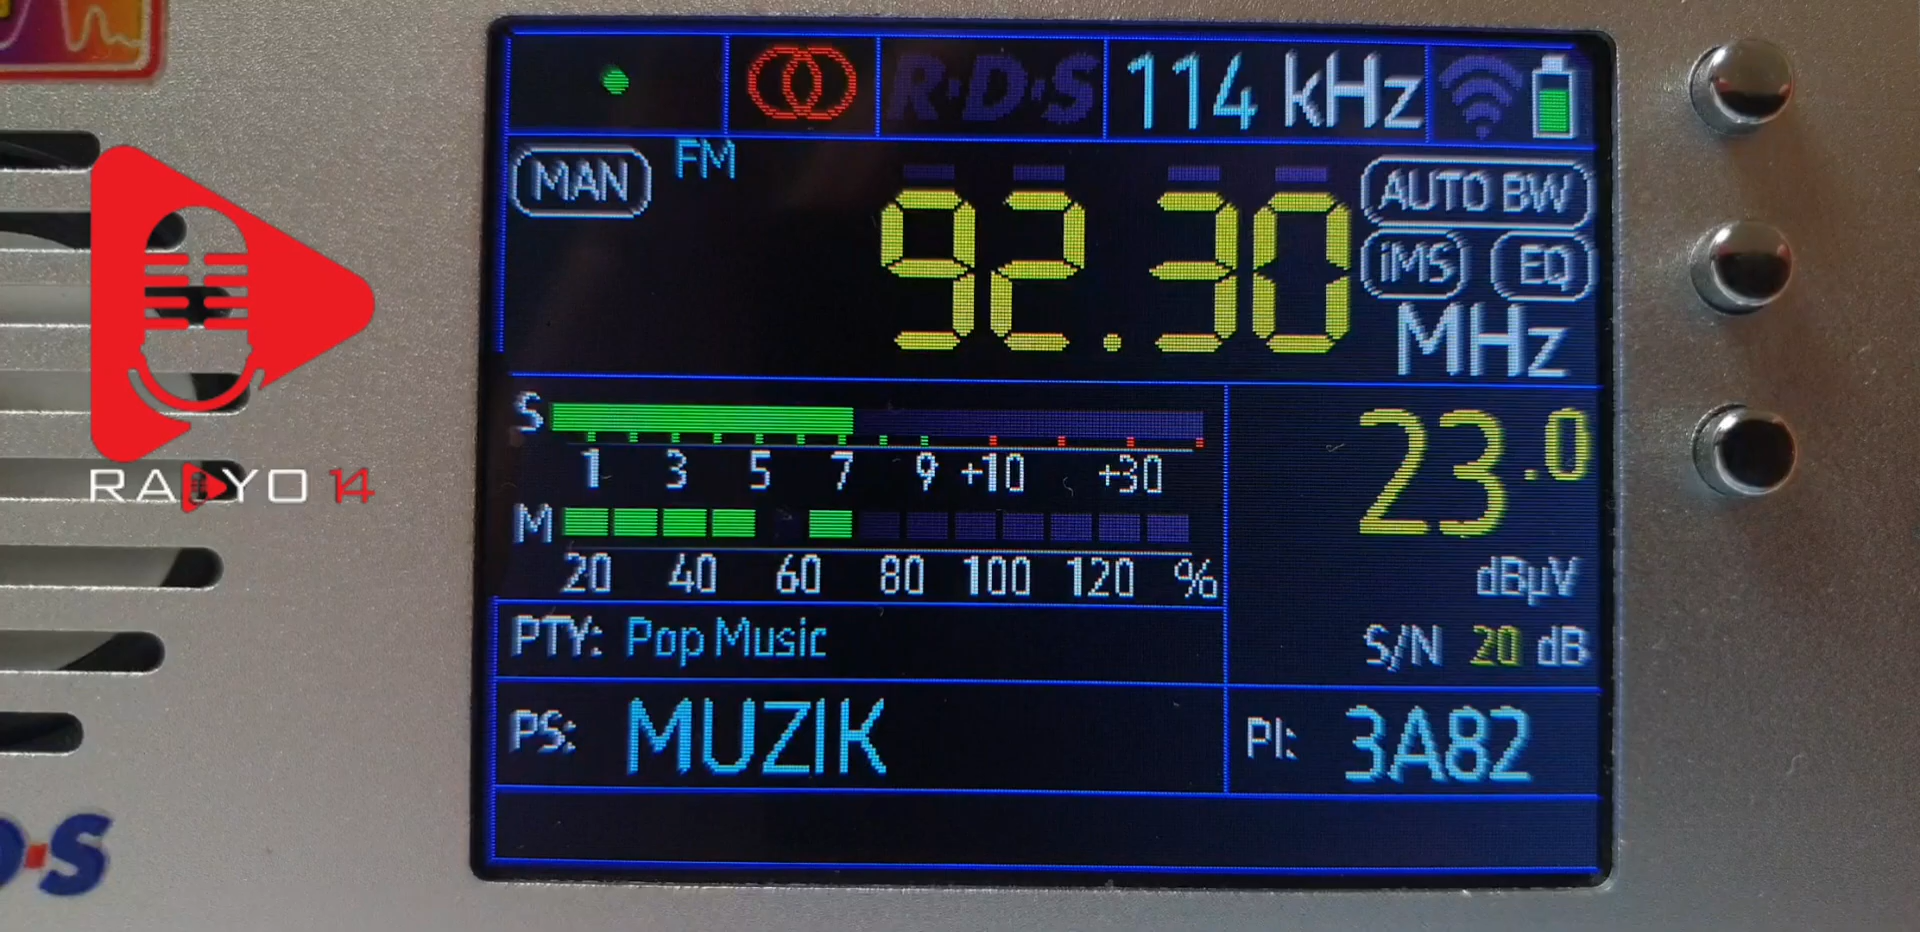 R·D·S 114 kHz
MAN FM 92.30 AUTO BW
iMS EQ
MHz
S
1 3 5 7 9 +10 +30
23.0
M
20 40 60 80 100 120 %
dBµV
PTY: Pop Music
S/N 20 dB
PS: MUZIK
PI: 3A82
RADYO 14
D·S